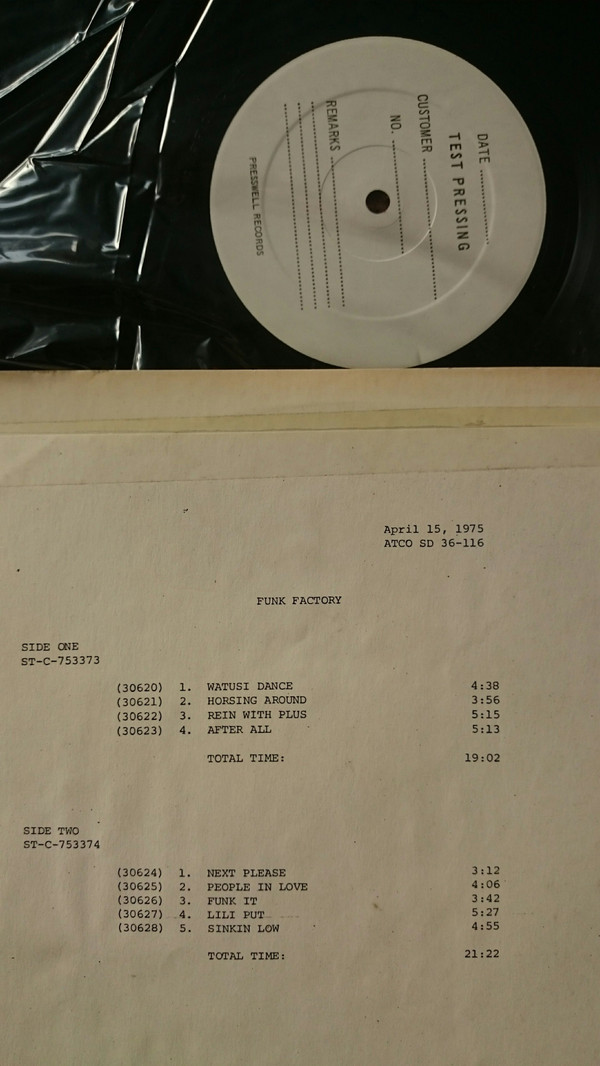 DATE
TEST PRESSING
CUSTOMER
NO.
REMARKS
PRESSWELL RECORDS
April 15, 1975
ATCO SD 36-116
FUNK FACTORY
SIDE ONE
ST-C-753373
(30620) 1. WATUSI DANCE 4:38
(30621) 2. HORSING AROUND 3:56
(30622) 3. REIN WITH PLUS 5:15
(30623) 4. AFTER ALL 5:13
TOTAL TIME: 19:02
SIDE TWO
ST-C-753374
(30624) 1. NEXT PLEASE 3:12
(30625) 2. PEOPLE IN LOVE 4:06
(30626) 3. FUNK IT 3:42
(30627) 4. LILI PUT 5:27
(30628) 5. SINKIN LOW 4:55
TOTAL TIME: 21:22